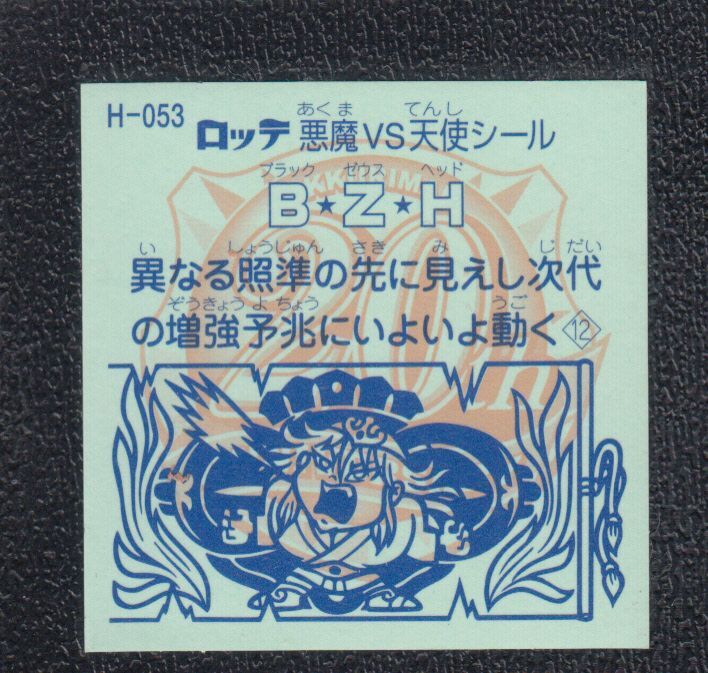 H-053
あくま てんし
ロッテ 悪魔VS天使シール
ブラック ゼウス ヘッド
B★Z★H
い しょうじゅん さき み じだい
異なる照準の先に見えし次代
ぞうきょうよちょう うご
の増強予兆にいよいよ動く 12
20th